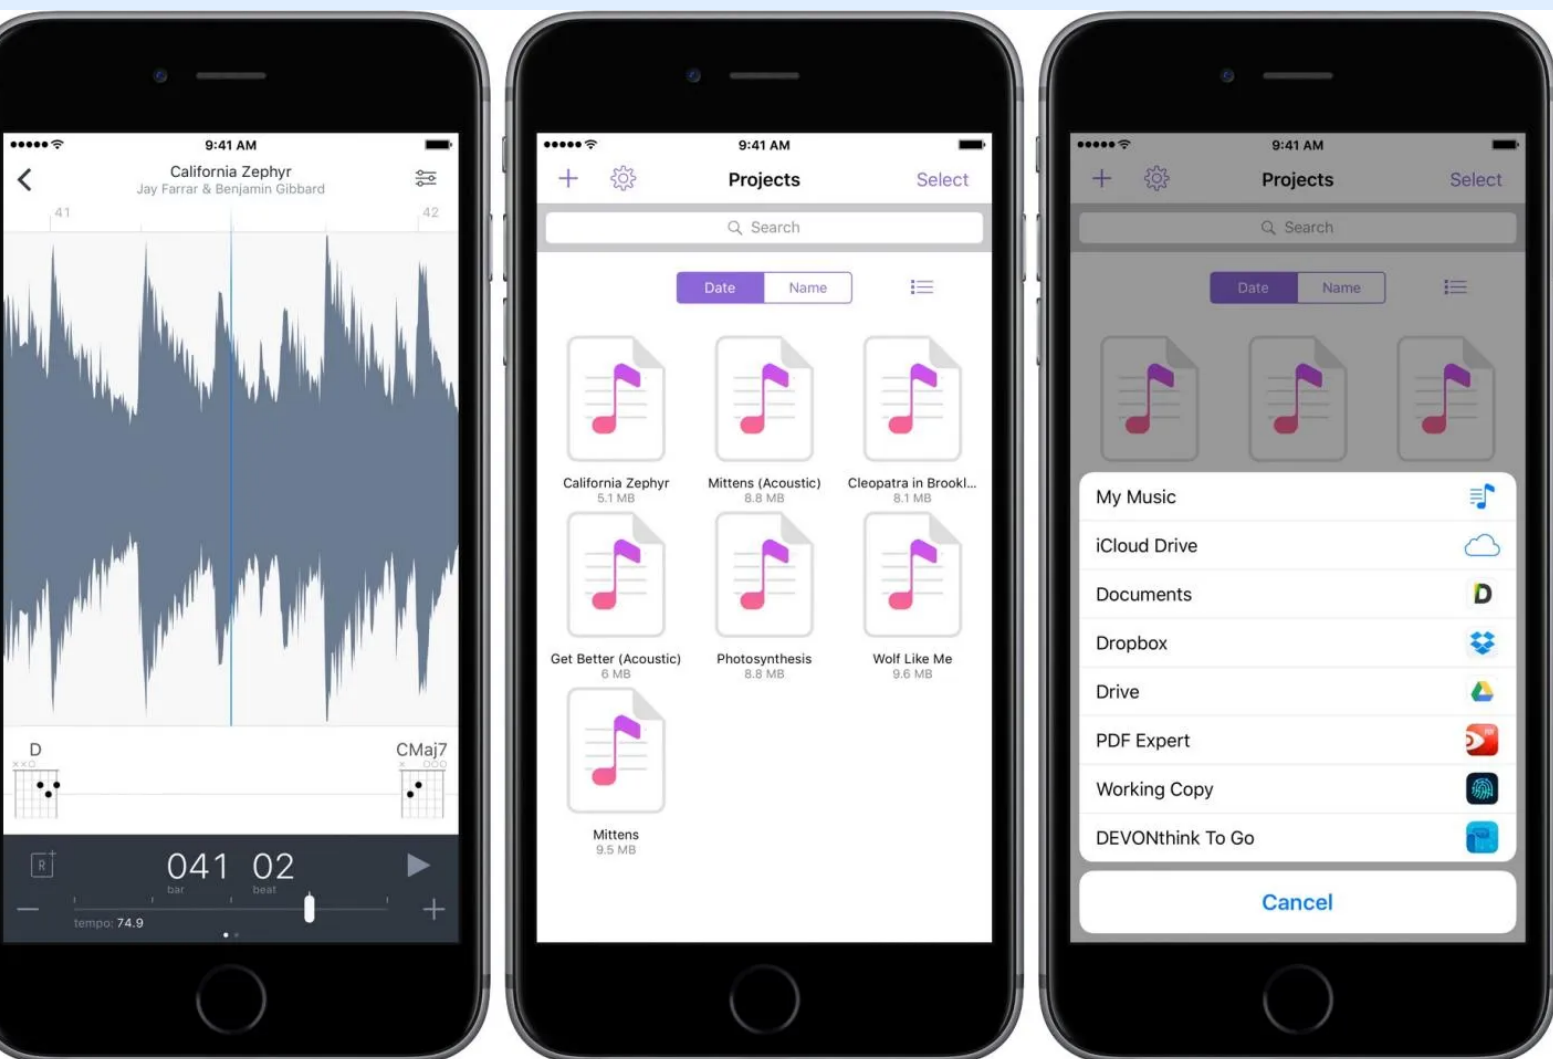 9:41 AM
California Zephyr
Jay Farrar & Benjamin Gibbard
41
42
D
CMaj7
R
041 02
bar beat
tempo: 74.9
9:41 AM
Projects
Select
Search
Date
Name
California Zephyr
5.1 MB
Mittens (Acoustic)
8.8 MB
Cleopatra in Brookl...
8.1 MB
Get Better (Acoustic)
6 MB
Photosynthesis
8.8 MB
Wolf Like Me
9.6 MB
Mittens
9.5 MB
9:41 AM
Projects
Select
Search
Date
Name
My Music
iCloud Drive
Documents
D
Dropbox
Drive
PDF Expert
PDF
Working Copy
DEVONthink To Go
Cancel